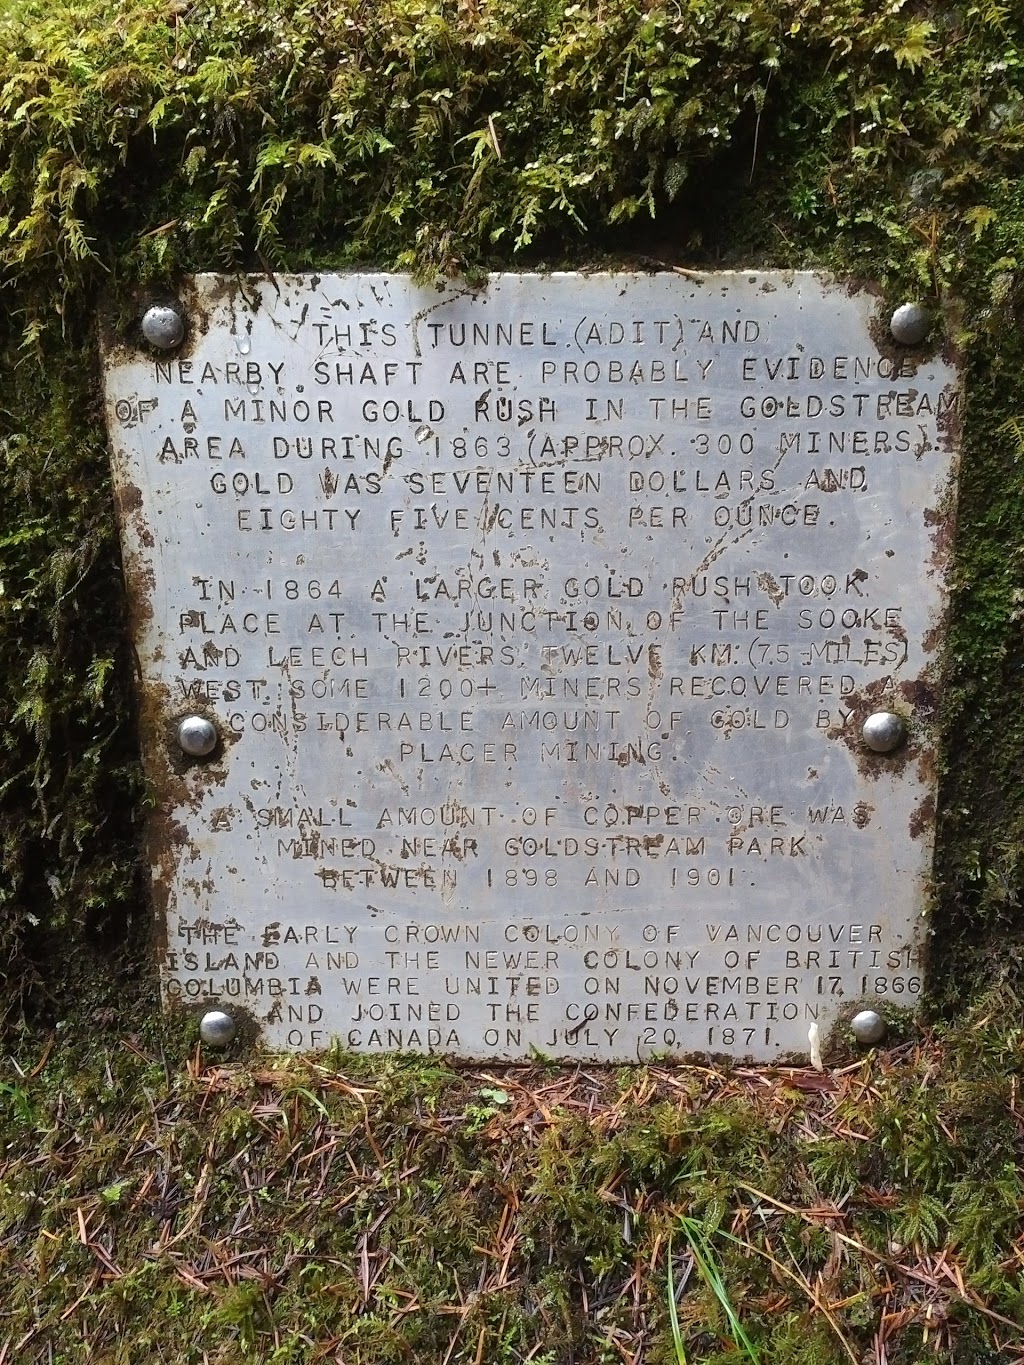 THIS TUNNEL (ADIT) AND
NEARBY SHAFT ARE PROBABLY EVIDENCE
OF A MINOR GOLD RUSH IN THE GOLDSTREAM
AREA DURING 1863 (APPROX. 300 MINERS).
GOLD WAS SEVENTEEN DOLLARS AND
EIGHTY FIVE CENTS PER OUNCE.
IN 1864 A LARGER GOLD RUSH TOOK
PLACE AT THE JUNCTION OF THE SOOKE
AND LEECH RIVERS, TWELVE KM. (7.5 MILES)
WEST. SOME 1200+ MINERS RECOVERED A
CONSIDERABLE AMOUNT OF GOLD BY
PLACER MINING.
A SMALL AMOUNT OF COPPER ORE WAS
MINED NEAR GOLDSTREAM PARK
BETWEEN 1898 AND 1901.
THE EARLY CROWN COLONY OF VANCOUVER
ISLAND AND THE NEWER COLONY OF BRITISH
COLUMBIA WERE UNITED ON NOVEMBER 17, 1866
AND JOINED THE CONFEDERATION
OF CANADA ON JULY 20, 1871.